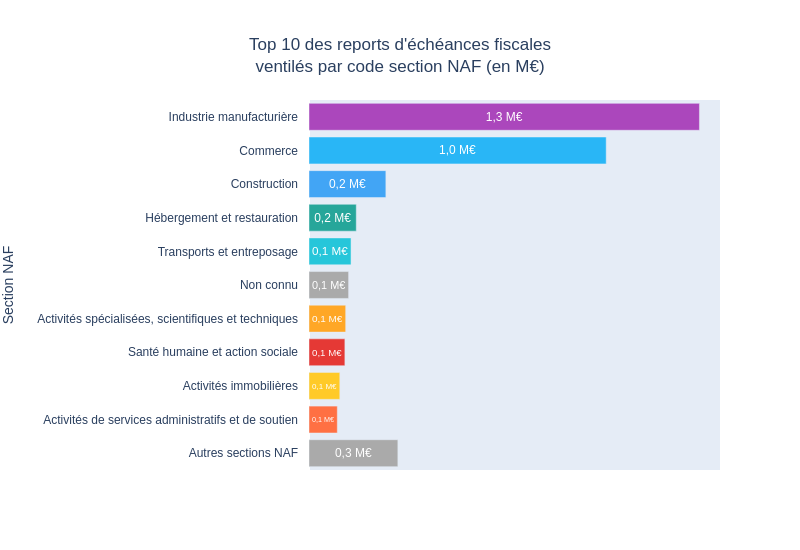 Top 10 des reports d'échéances fiscales
ventilés par code section NAF (en M€)
Section NAF
Industrie manufacturière 1,3 M€
Commerce 1,0 M€
Construction 0,2 M€
Hébergement et restauration 0,2 M€
Transports et entreposage 0,1 M€
Non connu 0,1 M€
Activités spécialisées, scientifiques et techniques 0,1 M€
Santé humaine et action sociale 0,1 M€
Activités immobilières 0,1 M€
Activités de services administratifs et de soutien 0,1 M€
Autres sections NAF 0,3 M€